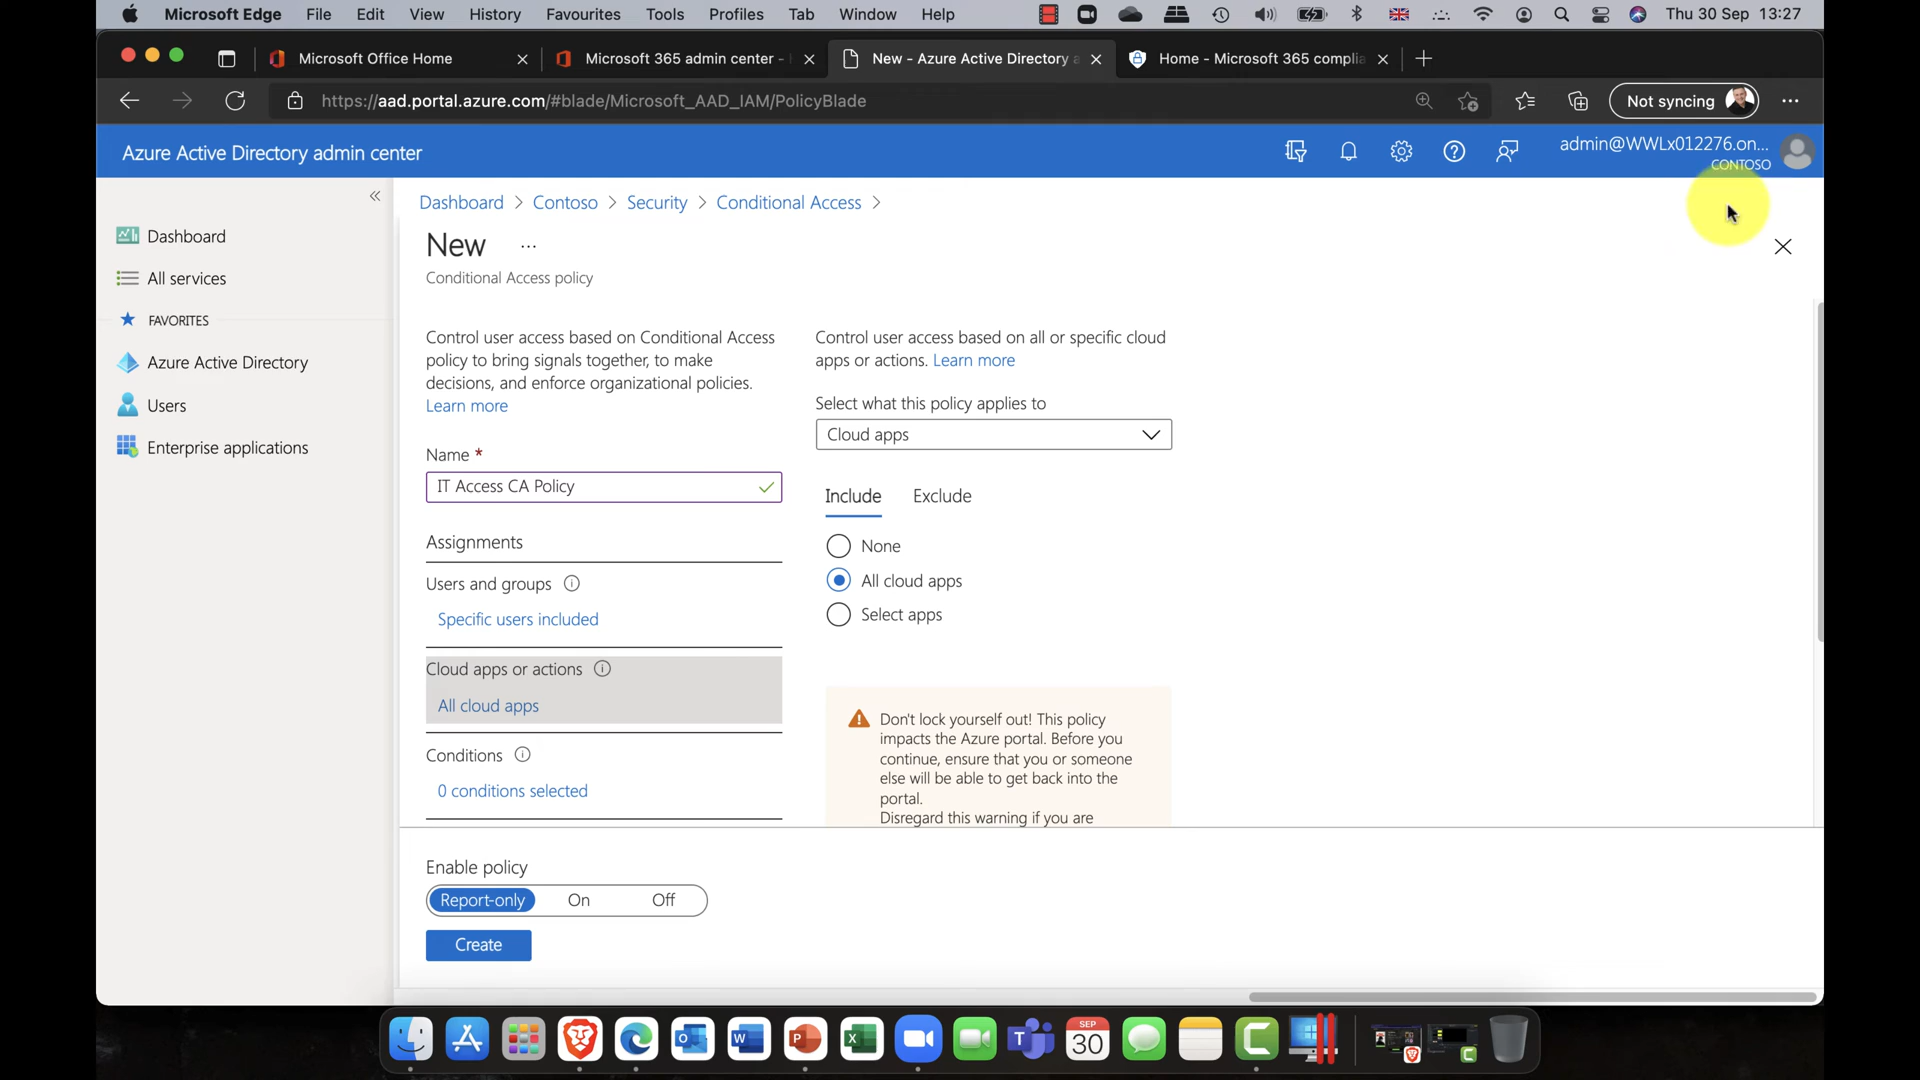 Microsoft Edge File Edit View History Favourites Tools Profiles Tab Window Help Thu 30 Sep 13:27
Microsoft Office Home
Microsoft 365 admin center -
New - Azure Active Directory a
Home - Microsoft 365 complia
https://aad.portal.azure.com/#blade/Microsoft_AAD_IAM/PolicyBlade
Not syncing
Azure Active Directory admin center
admin@WWLx012276.on...
CONTOSO
Dashboard
All services
FAVORITES
Azure Active Directory
Users
Enterprise applications
Dashboard > Contoso > Security > Conditional Access >
New ...
Conditional Access policy
Control user access based on Conditional Access
policy to bring signals together, to make
decisions, and enforce organizational policies.
Learn more
Name *
IT Access CA Policy
Assignments
Users and groups
Specific users included
Cloud apps or actions
All cloud apps
Conditions
0 conditions selected
Control user access based on all or specific cloud
apps or actions. Learn more
Select what this policy applies to
Cloud apps
Include Exclude
None
All cloud apps
Select apps
Don't lock yourself out! This policy
impacts the Azure portal. Before you
continue, ensure that you or someone
else will be able to get back into the
portal.
Disregard this warning if you are
Enable policy
Report-only On Off
Create
SEP
30